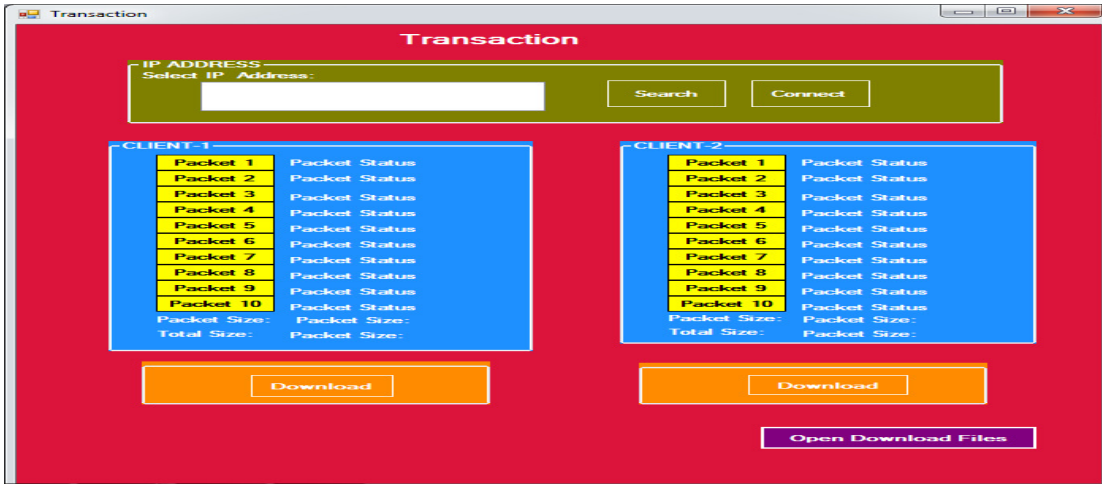 Transaction
Transaction
IP ADDRESS
Select IP Address:
Search Connect
CLIENT-1
Packet 1 Packet Status
Packet 2 Packet Status
Packet 3 Packet Status
Packet 4 Packet Status
Packet 5 Packet Status
Packet 6 Packet Status
Packet 7 Packet Status
Packet 8 Packet Status
Packet 9 Packet Status
Packet 10 Packet Status
Packet Size: Packet Size:
Total Size: Packet Size:
Download
CLIENT-2
Packet 1 Packet Status
Packet 2 Packet Status
Packet 3 Packet Status
Packet 4 Packet Status
Packet 5 Packet Status
Packet 6 Packet Status
Packet 7 Packet Status
Packet 8 Packet Status
Packet 9 Packet Status
Packet 10 Packet Status
Packet Size: Packet Size:
Total Size: Packet Size:
Download
Open Download Files